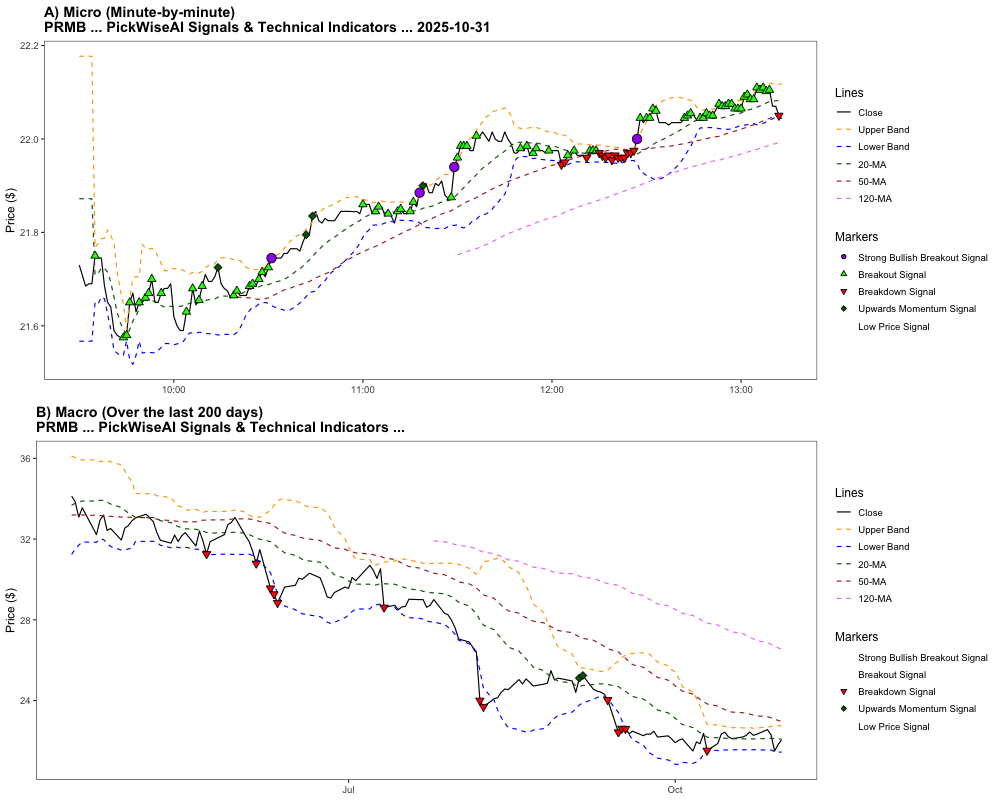 A) Micro (Minute-by-minute)
PRMB ... PickWiseAI Signals & Technical Indicators ... 2025-10-31
22.2
22.0
21.8
21.6
Price ($)
10:00
11:00
12:00
13:00
Lines
Close
Upper Band
Lower Band
20-MA
50-MA
120-MA
Markers
Strong Bullish Breakout Signal
Breakout Signal
Breakdown Signal
Upwards Momentum Signal
Low Price Signal
B) Macro (Over the last 200 days)
PRMB ... PickWiseAI Signals & Technical Indicators ...
36
32
28
24
Price ($)
Jul
Oct
Lines
Close
Upper Band
Lower Band
20-MA
50-MA
120-MA
Markers
Strong Bullish Breakout Signal
Breakout Signal
Breakdown Signal
Upwards Momentum Signal
Low Price Signal